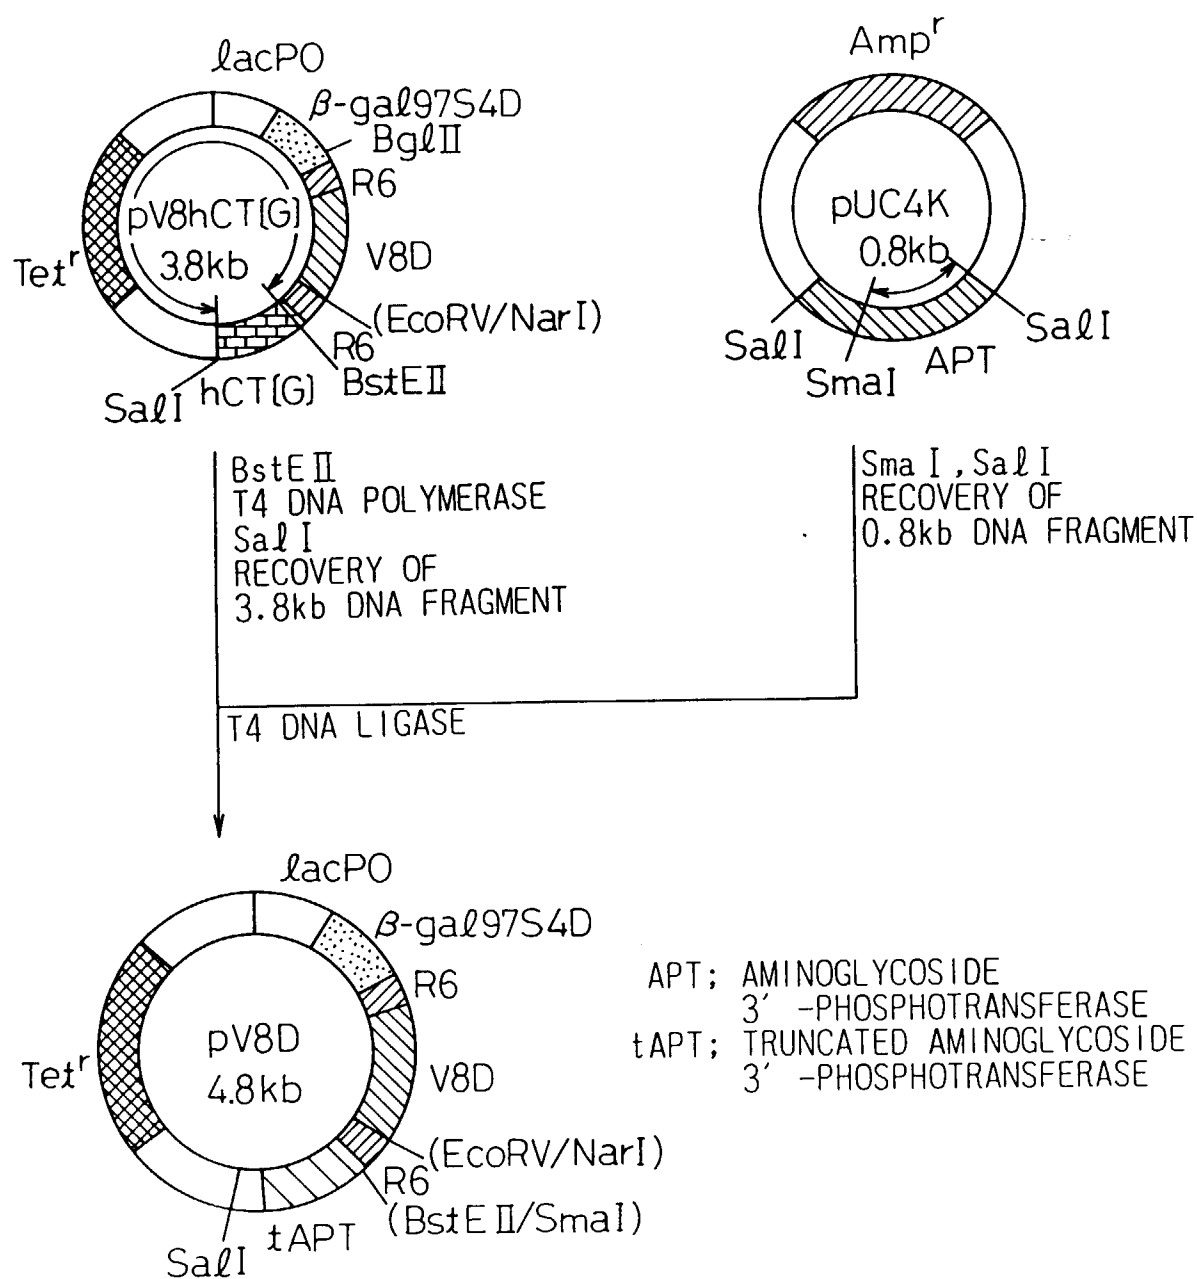 lacPO
β-gal97S4D
BglII
R6
V8D
(EcoRV/NarI)
R6
BstEII
hCT[G]
SalI
Tetʳ
pV8hCT[G]
3.8kb
Ampʳ
pUC4K
0.8kb
SalI
SmaI
APT
SalI
BstEII
T4 DNA POLYMERASE
SalI
RECOVERY OF
3.8kb DNA FRAGMENT
SmaI, SalI
RECOVERY OF
0.8kb DNA FRAGMENT
T4 DNA LIGASE
lacPO
β-gal97S4D
R6
V8D
(EcoRV/NarI)
R6
(BstEII/SmaI)
tAPT
SalI
Tetʳ
pV8D
4.8kb
APT; AMINOGLYCOSIDE
3' -PHOSPHOTRANSFERASE
tAPT; TRUNCATED AMINOGLYCOSIDE
3' -PHOSPHOTRANSFERASE